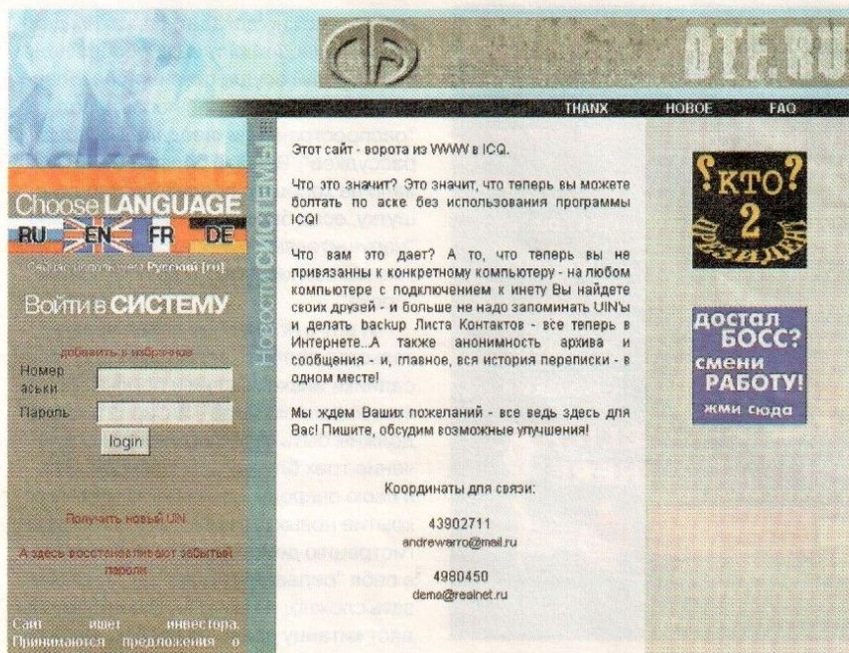 DTF.RU
THANX НОВОЕ FAQ
Choose LANGUAGE
RU EN FR DE
Сейчас используем Русский [ru]
Войти в СИСТЕМУ
добавить в избранное
Номер
аськи
Пароль
login
Получить новый UIN
А здесь восстанавливают забытый
пароль
Сайт ищет инвестора.
Принимаются предложения о
Новости СИСТЕМЫ
Этот сайт - ворота из WWW в ICQ.
Что это значит? Это значит, что теперь вы можете
болтать по аске без использования программы
ICQ!
Что вам это дает? А то, что теперь вы не
привязанны к конкретному компьютеру - на любом
компьютере с подключением к инету Вы найдете
своих друзей - и больше не надо запоминать UIN'ы
и делать backup Листа Контактов - все теперь в
Интернете...А также анонимность архива и
сообщения - и, главное, вся история переписки - в
одном месте!
Мы ждем Ваших пожеланий - все ведь здесь для
Вас! Пишите, обсудим возможные улучшения!
Координаты для связи:
43902711
andrewarro@mail.ru
4980450
dema@realnet.ru
? КТО ?
2
ПРЕЗИДЕНТ
достал
БОСС?
смени
РАБОТУ!
жми сюда